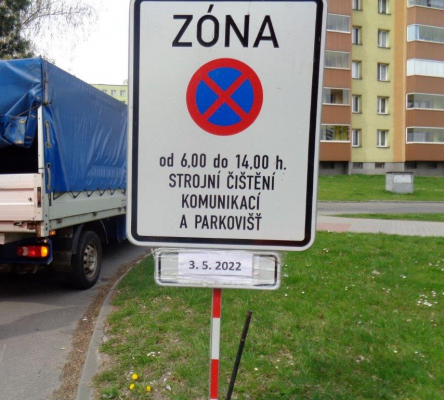 ZÓNA
od 6,00 do 14,00 h.
STROJNÍ ČIŠTĚNÍ
KOMUNIKACÍ
A PARKOVIŠŤ
3. 5. 2022